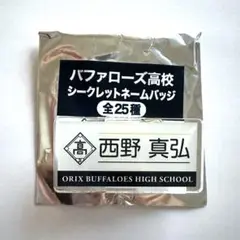 バファローズ高校
シークレットネームバッジ
全25種
高 西野 真弘
ORIX BUFFALOES HIGH SCHOOL